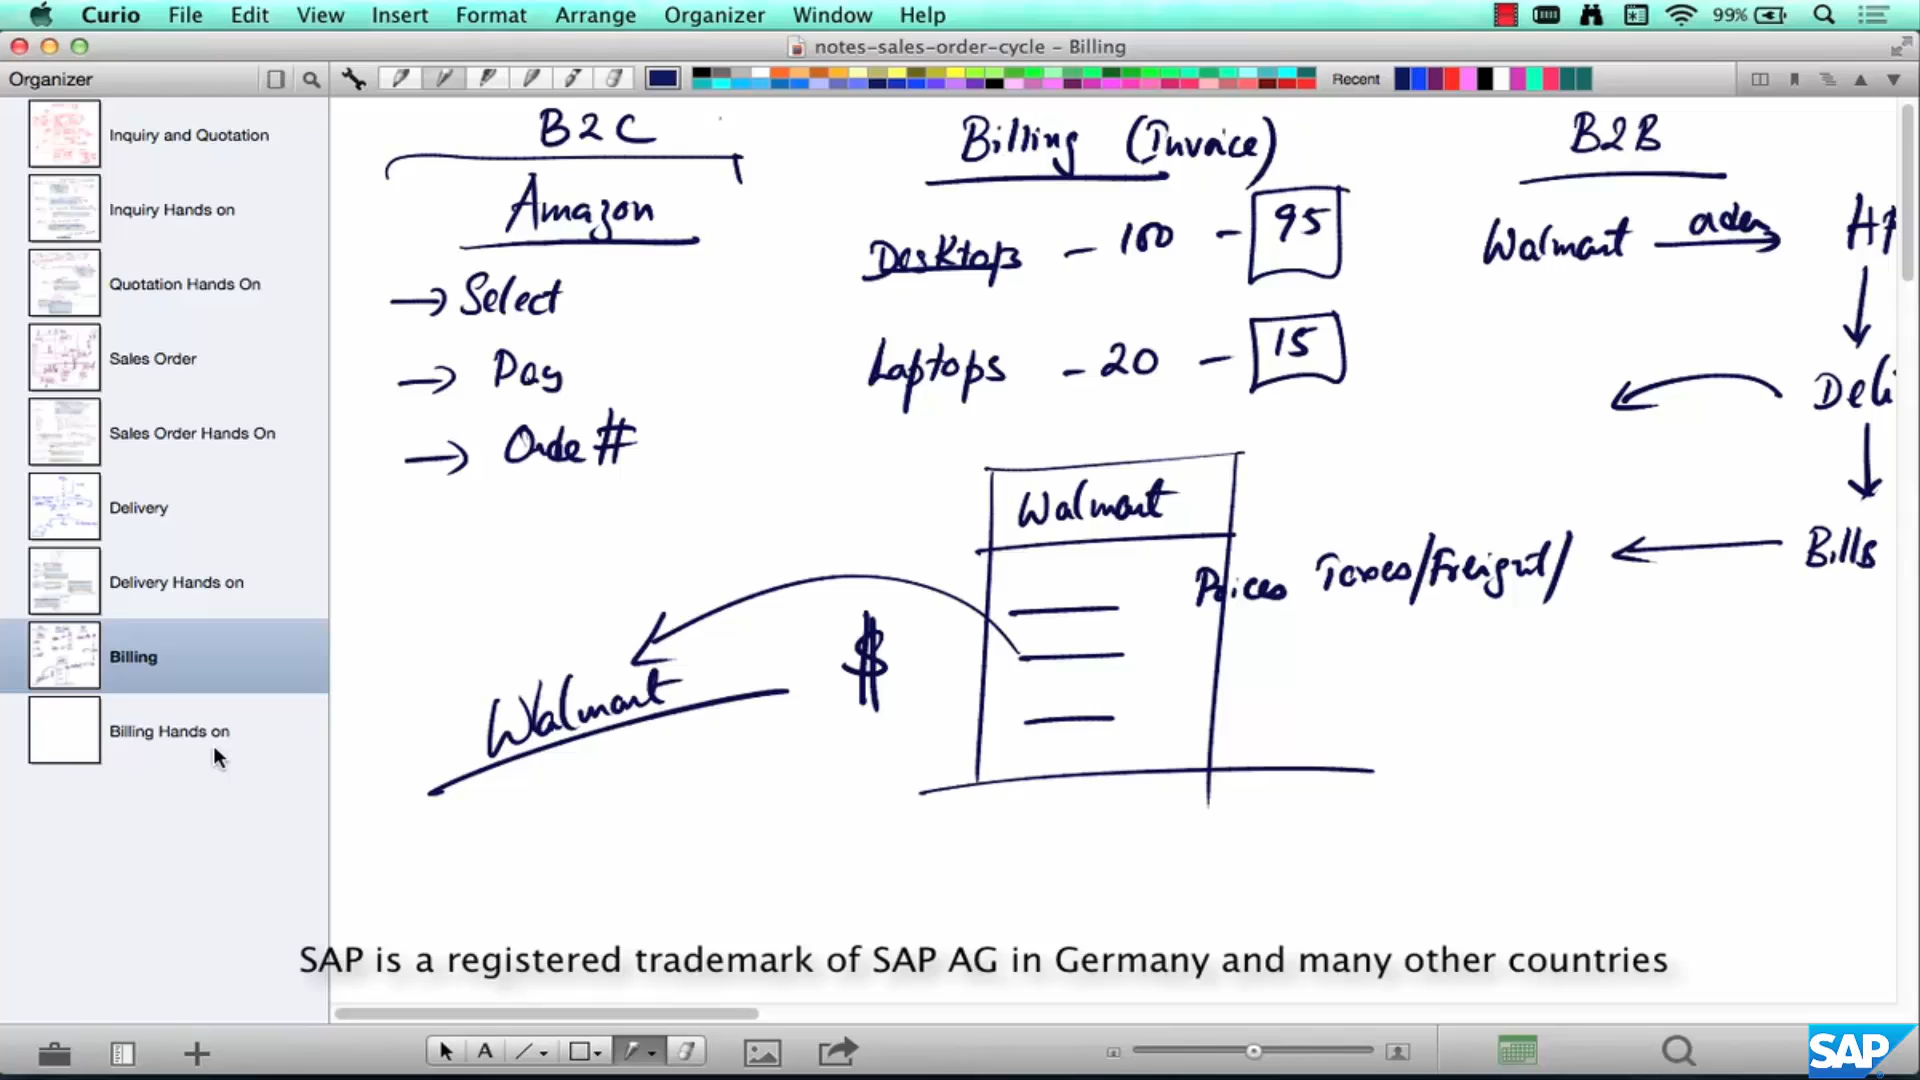 Curio File Edit View Insert Format Arrange Organizer Window Help 99%
notes-sales-order-cycle – Billing
Organizer
Recent
Inquiry and Quotation
Inquiry Hands on
Quotation Hands On
Sales Order
Sales Order Hands On
Delivery
Delivery Hands on
Billing
Billing Hands on
B2C
Amazon
→ Select
→ Pay
→ Orde #
Billing (Invoice)
Desktops - 100 - 95
Laptops - 20 - 15
B2B
Walmart order
Deli
Bills
Walmart
Prices Taxes/Freight/
$
Walmart
SAP is a registered trademark of SAP AG in Germany and many other countries
A
SAP